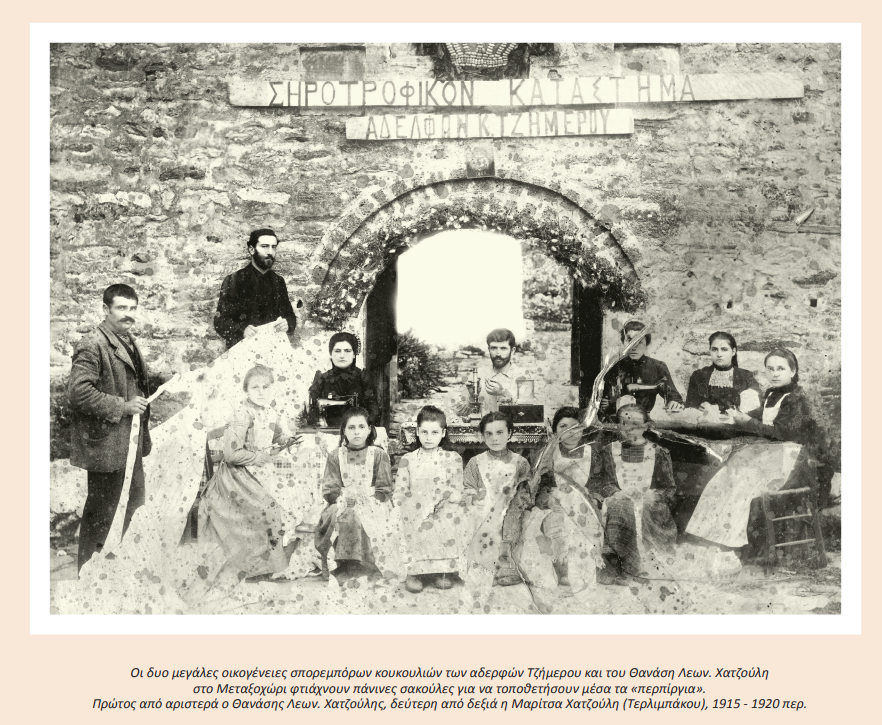 ΣΗΡΟΤΡΟΦΙΚΟΝ ΚΑΤΑΣΤΗΜΑ
ΑΔΕΛΦΩΝ Κ. ΤΖΗΜΕΡΟΥ
Οι δυο μεγάλες οικογένειες σπορεμπόρων κουκουλιών των αδερφών Τζήμερου και του Θανάση Λεων. Χατζούλη
στο Μεταξοχώρι φτιάχνουν πάνινες σακούλες για να τοποθετήσουν μέσα τα «περπίργια».
Πρώτος από αριστερά ο Θανάσης Λεων. Χατζούλης, δεύτερη από δεξιά η Μαρίτσα Χατζούλη (Τερλιμπάκου), 1915 - 1920 περ.